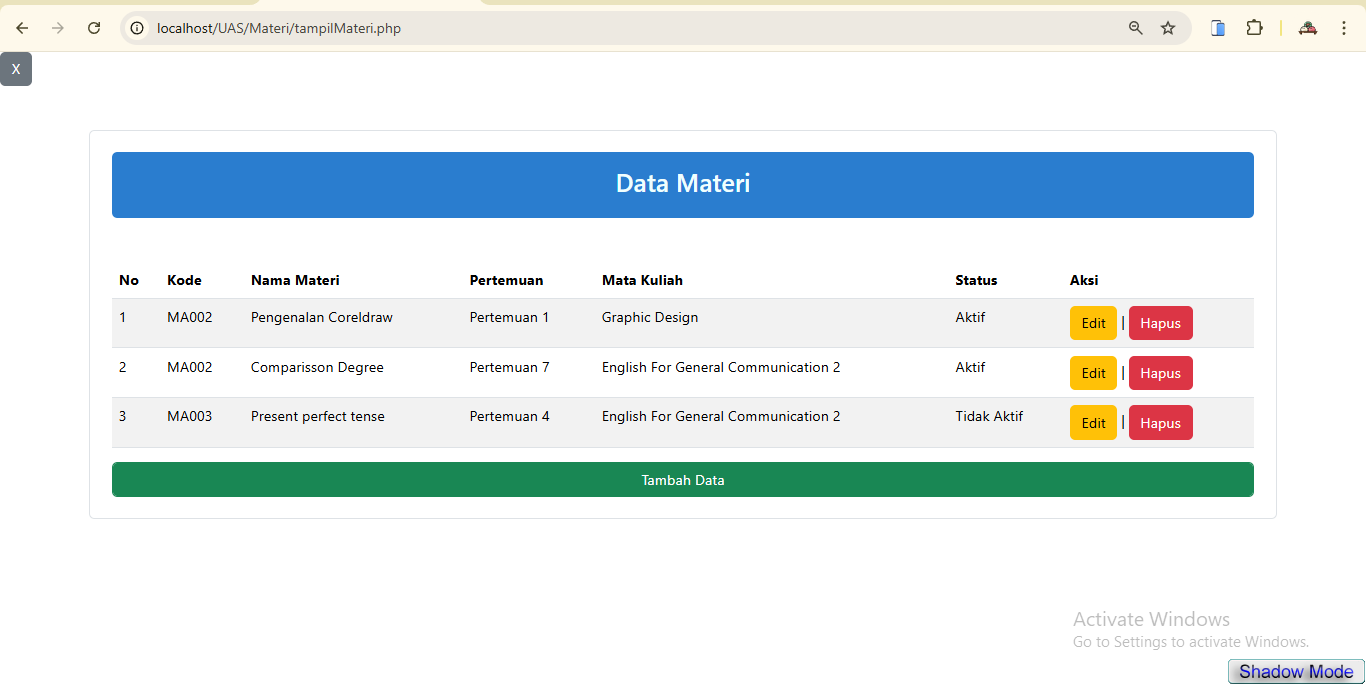 localhost/UAS/Materi/tampilMateri.php
X
Data Materi
No Kode Nama Materi Pertemuan Mata Kuliah Status Aksi
1 MA002 Pengenalan Coreldraw Pertemuan 1 Graphic Design Aktif Edit | Hapus
2 MA002 Comparisson Degree Pertemuan 7 English For General Communication 2 Aktif Edit | Hapus
3 MA003 Present perfect tense Pertemuan 4 English For General Communication 2 Tidak Aktif Edit | Hapus
Tambah Data
Activate Windows
Go to Settings to activate Windows.
Shadow Mode